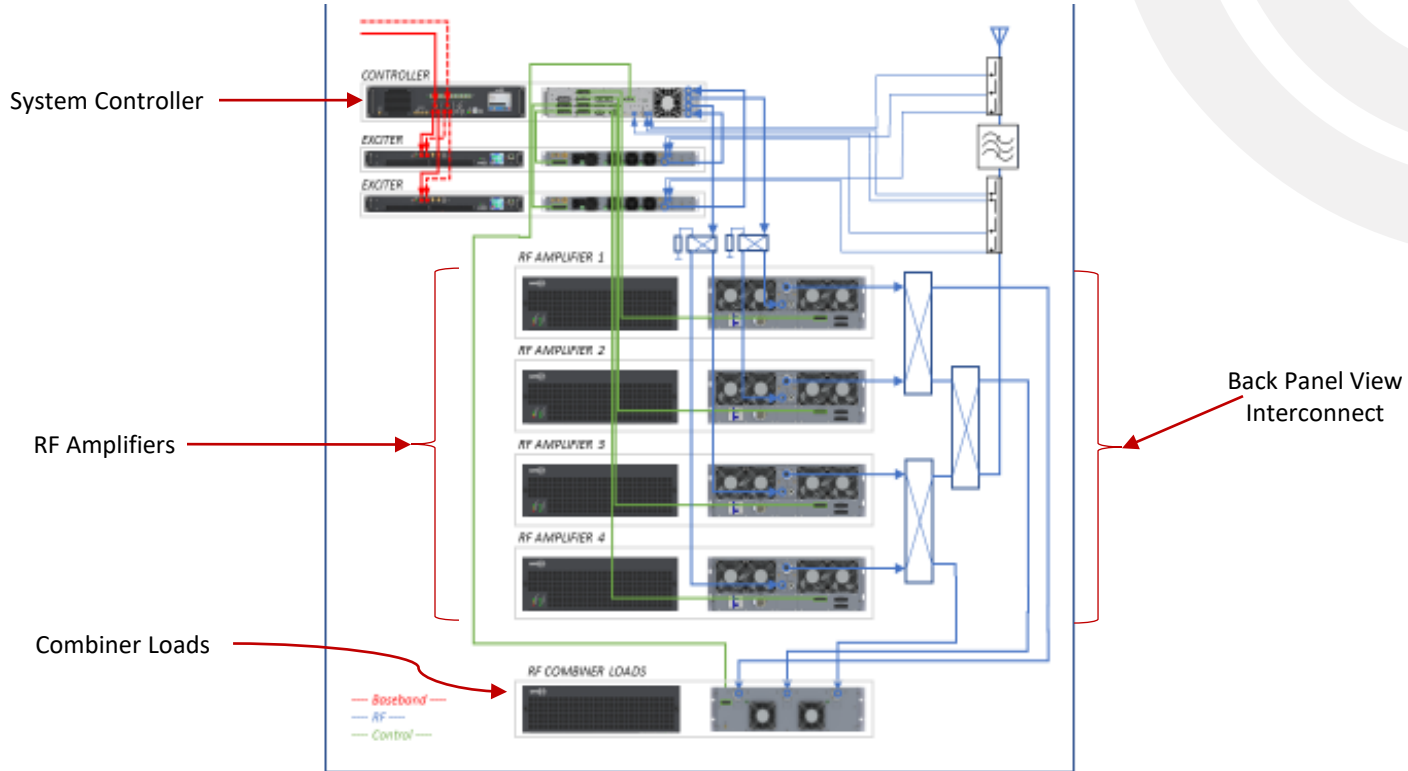 CONTROLLER
System Controller
EXCITER
EXCITER
RF AMPLIFIER 1
RF AMPLIFIER 2
Back Panel View
Interconnect
RF Amplifiers
RF AMPLIFIER 3
RF AMPLIFIER 4
Combiner Loads
RF COMBINER LOADS
Baseband
RF
Control